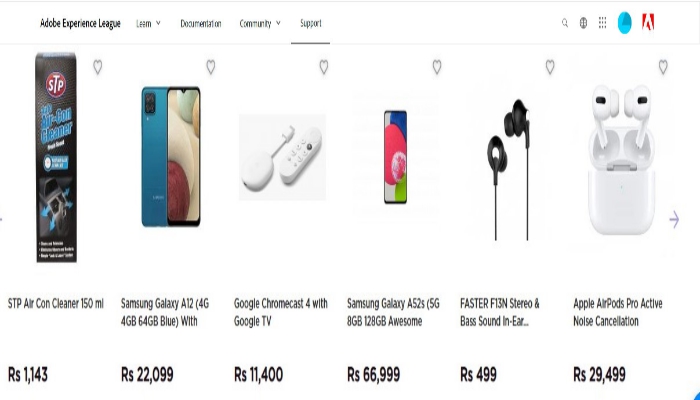 Adobe Experience League
Learn
Documentation
Community
Support
STP
Air-Con
Cleaner
STP Air Con Cleaner 150 ml
Samsung Galaxy A12 (4G
4GB 64GB Blue) With
Google Chromecast 4 with
Google TV
Samsung Galaxy A52s (5G
8GB 128GB Awesome
FASTER F13N Stereo &
Bass Sound In-Ear...
Apple AirPods Pro Active
Noise Cancellation
Rs 1,143
Rs 22,099
Rs 11,400
Rs 66,999
Rs 499
Rs 29,499